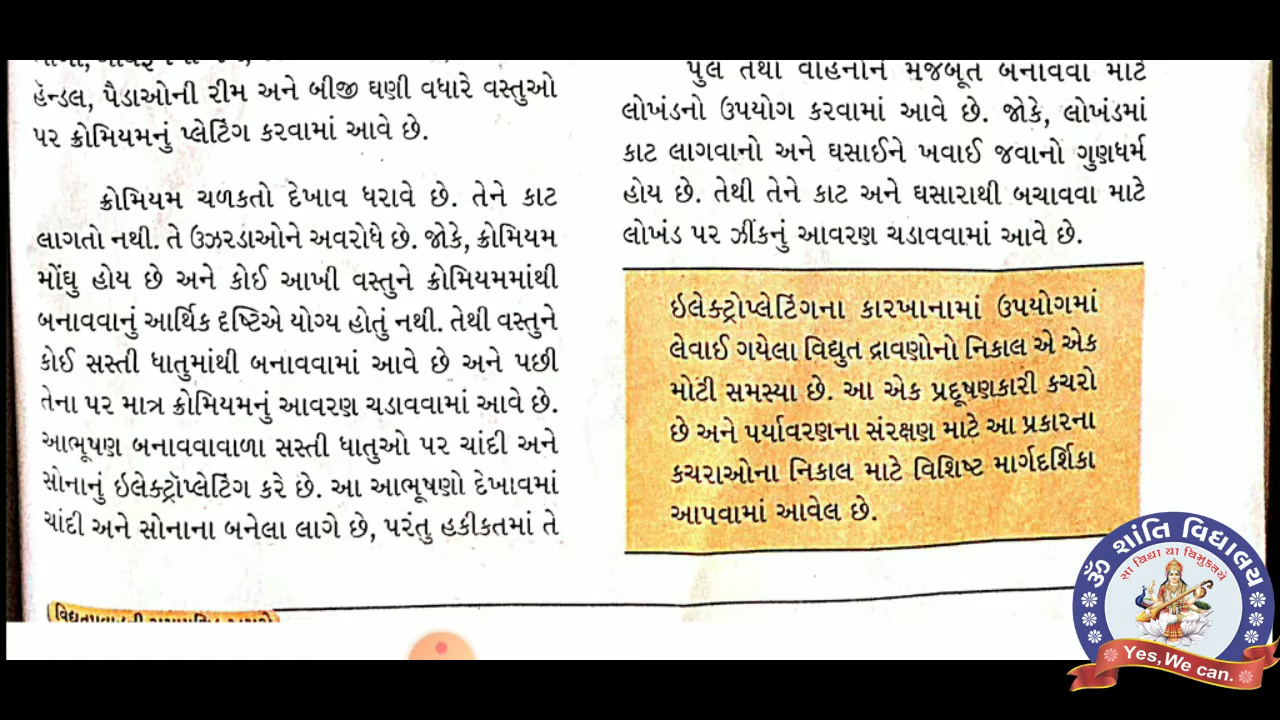 હૅન્ડલ, પૈડાઓની રીમ અને બીજી ઘણી વધારે વસ્તુઓ
પર ક્રોમિયમનું પ્લેટિંગ કરવામાં આવે છે.
ક્રોમિયમ ચળકતો દેખાવ ધરાવે છે. તેને કાટ
લાગતો નથી. તે ઉઝરડાઓને અવરોધે છે. જોકે, ક્રોમિયમ
મોંઘુ હોય છે અને કોઈ આખી વસ્તુને ક્રોમિયમમાંથી
બનાવવાનું આર્થિક દૃષ્ટિએ યોગ્ય હોતું નથી. તેથી વસ્તુને
કોઈ સસ્તી ધાતુમાંથી બનાવવામાં આવે છે અને પછી
તેના પર માત્ર ક્રોમિયમનું આવરણ ચડાવવામાં આવે છે.
આભૂષણ બનાવવાવાળા સસ્તી ધાતુઓ પર ચાંદી અને
સોનાનું ઇલેક્ટ્રૉપ્લેટિંગ કરે છે. આ આભૂષણો દેખાવમાં
ચાંદી અને સોનાના બનેલા લાગે છે, પરંતુ હકીકતમાં તે
પુલ તથા વાહનોને મજબૂત બનાવવા માટે
લોખંડનો ઉપયોગ કરવામાં આવે છે. જોકે, લોખંડમાં
કાટ લાગવાનો અને ઘસાઈને ખવાઈ જવાનો ગુણધર્મ
હોય છે. તેથી તેને કાટ અને ઘસારાથી બચાવવા માટે
લોખંડ પર ઝીંકનું આવરણ ચડાવવામાં આવે છે.
ઇલેક્ટ્રોપ્લેટિંગના કારખાનામાં ઉપયોગમાં
લેવાઈ ગયેલા વિદ્યુત દ્રાવણોનો નિકાલ એ એક
મોટી સમસ્યા છે. આ એક પ્રદૂષણકારી કચરો
છે અને પર્યાવરણના સંરક્ષણ માટે આ પ્રકારના
કચરાઓના નિકાલ માટે વિશિષ્ટ માર્ગદર્શિકા
આપવામાં આવેલ છે.
ૐ શાંતિ વિદ્યાલય
સા વિદ્યા યા વિમુક્તયે
Yes, We can.